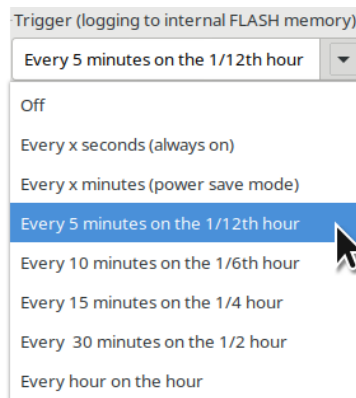 Trigger (logging to internal FLASH memory)
Every 5 minutes on the 1/12th hour
Off
Every x seconds (always on)
Every x minutes (power save mode)
Every 5 minutes on the 1/12th hour
Every 10 minutes on the 1/6th hour
Every 15 minutes on the 1/4 hour
Every  30 minutes on the 1/2 hour
Every hour on the hour